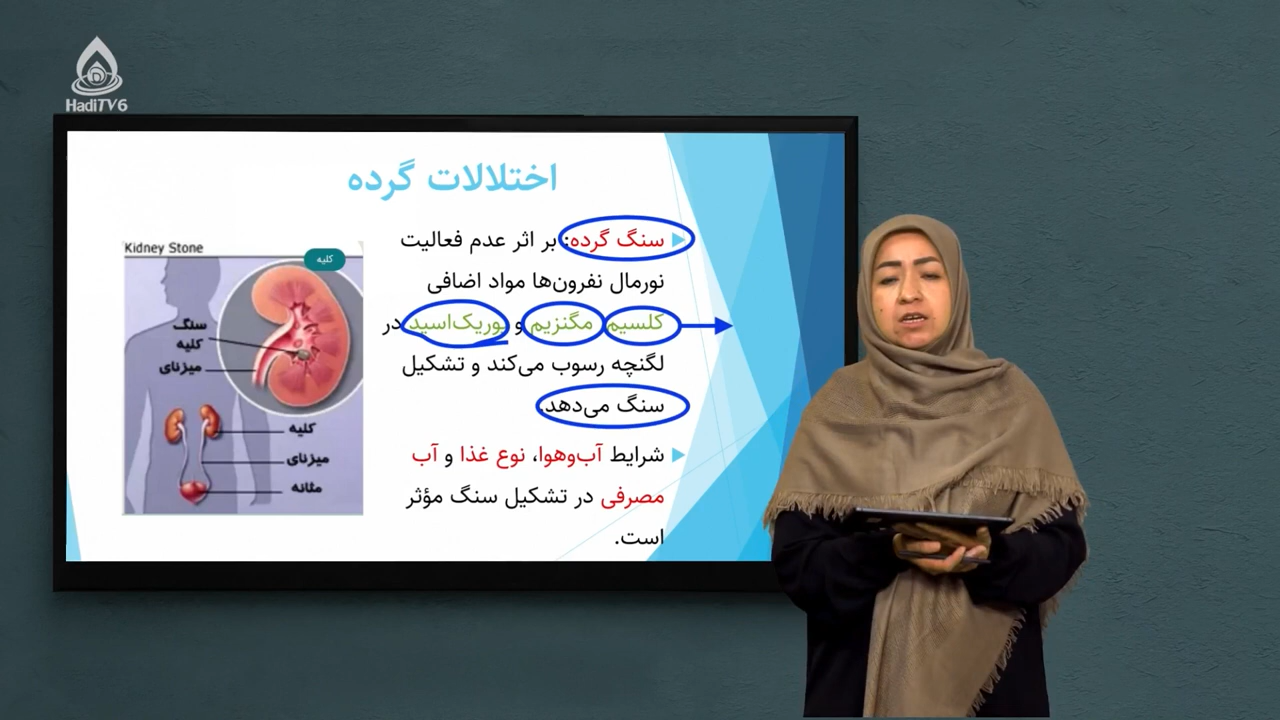 HadiTV6
اختلالات گرده
سنگ گرده: بر اثر عدم فعالیت
نورمال نفرون‌ها مواد اضافی
کلسیم مگنزیم و یوریک‌اسید در
لگنچه رسوب می‌کند و تشکیل
سنگ می‌دهد.
شرایط آب‌وهوا، نوع غذا و آب
مصرفی در تشکیل سنگ مؤثر
است.
Kidney Stone
کلیه
سنگ
کلیه
میزنای
کلیه
میزنای
مثانه